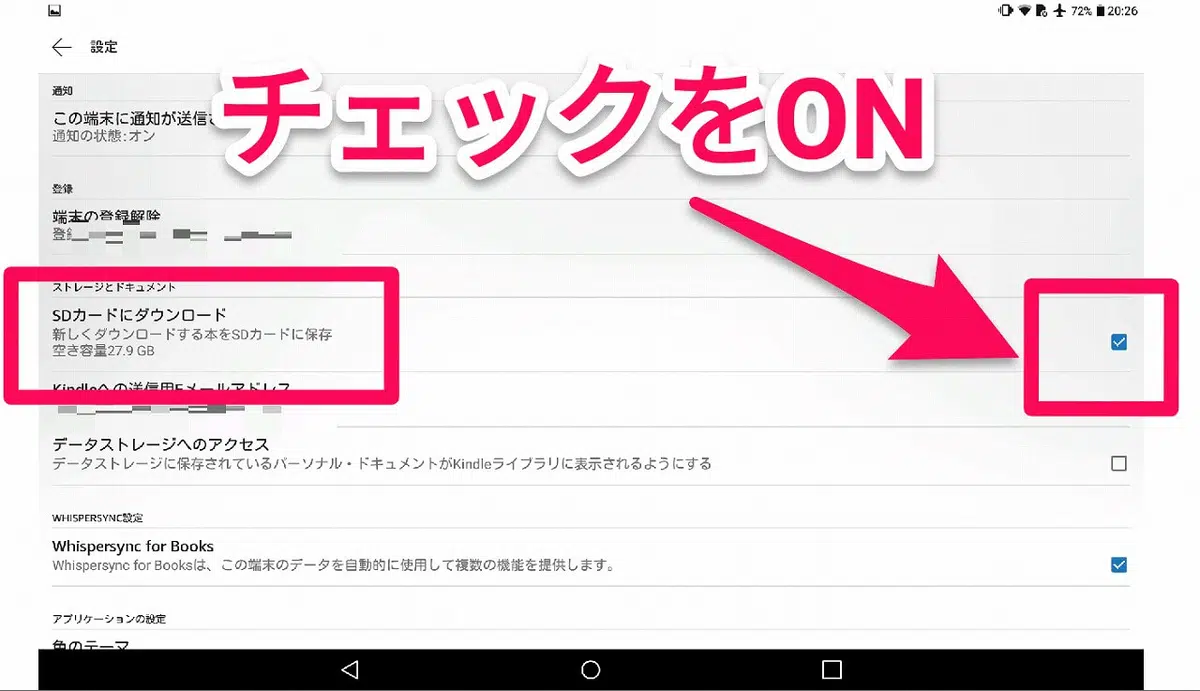 72% 20:26
設定
チェックをON
通知
この端末に通知が送信
通知の状態:オン
登録
端末の登録解除
登録
ストレージとドキュメント
SDカードにダウンロード
新しくダウンロードする本をSDカードに保存
空き容量27.9 GB
Kindleへの送信用Eメールアドレス
データストレージへのアクセス
データストレージに保存されているパーソナル・ドキュメントがKindleライブラリに表示されるようにする
WHISPERSYNC設定
Whispersync for Books
Whispersync for Booksは、この端末のデータを自動的に使用して複数の機能を提供します。
アプリケーションの設定
色のテーマ